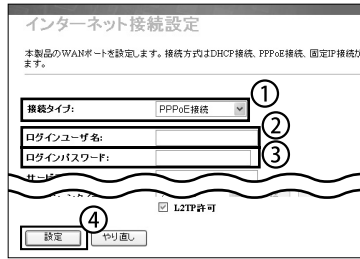 インターネット接続設定
本製品のWANポートを設定します。接続方式はDHCP接続、PPPoE接続、固定IP接続が
ます。
①
接続タイプ: PPPoE接続
②
ログインユーザ名:
③
ログインパスワード:
L2TP許可
④
設定 やり直し